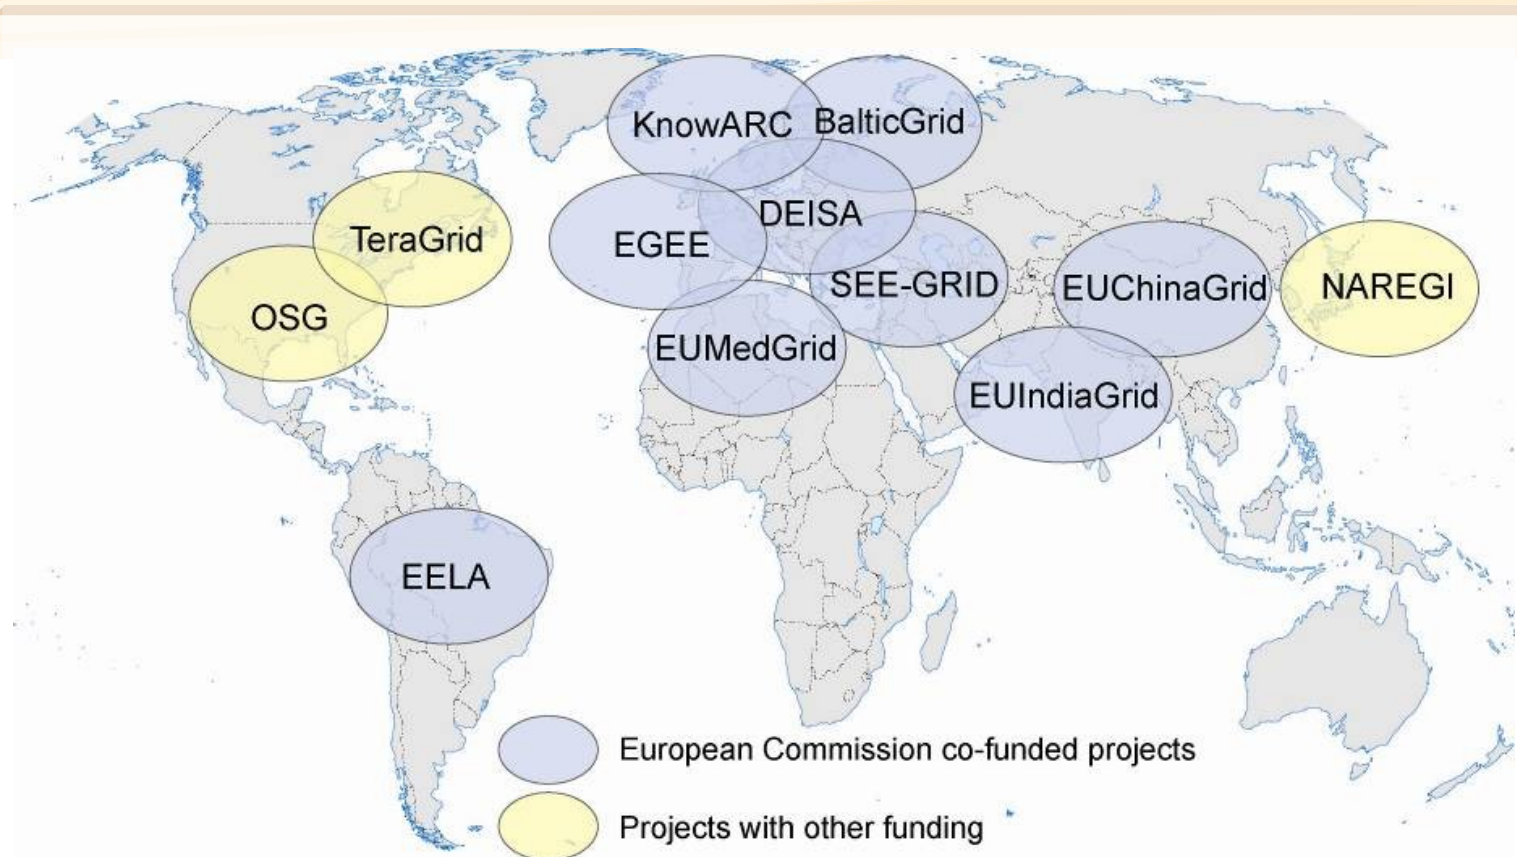 KnowARC
BalticGrid
TeraGrid
DEISA
EGEE
OSG
SEE-GRID
EUChinaGrid
NAREGI
EUMedGrid
EUIndiaGrid
EELA
European Commission co-funded projects
Projects with other funding